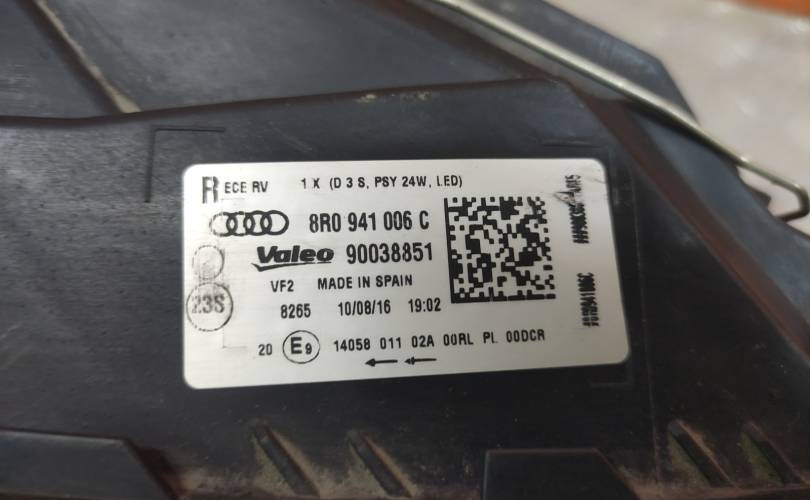 R ECE RV 1 X (D 3 S, PSY 24W, LED)
8R0 941 006 C
Valeo 90038851
VF2 MADE IN SPAIN
23S
8265 10/08/16 19:02
20 E9 14058 011 02A 00RL PL 00DCR
#8R0941006C